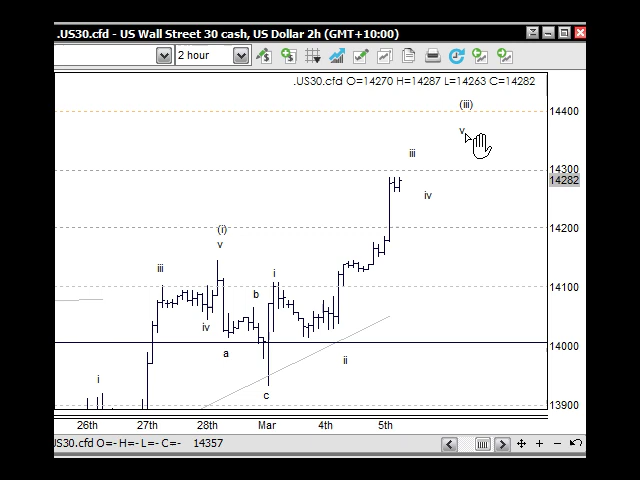 .US30.cfd - US Wall Street 30 cash, US Dollar 2h (GMT+10:00)
2 hour
.US30.cfd O=14270 H=14287 L=14263 C=14282
(iii)
14400
v
iii
14300
14282
iv
(i)
14200
v
iii
i
b
14100
iv
a
14000
ii
i
c
13900
26th 27th 28th Mar 4th 5th
US30.cfd O=- H=- L=- C=- 14357